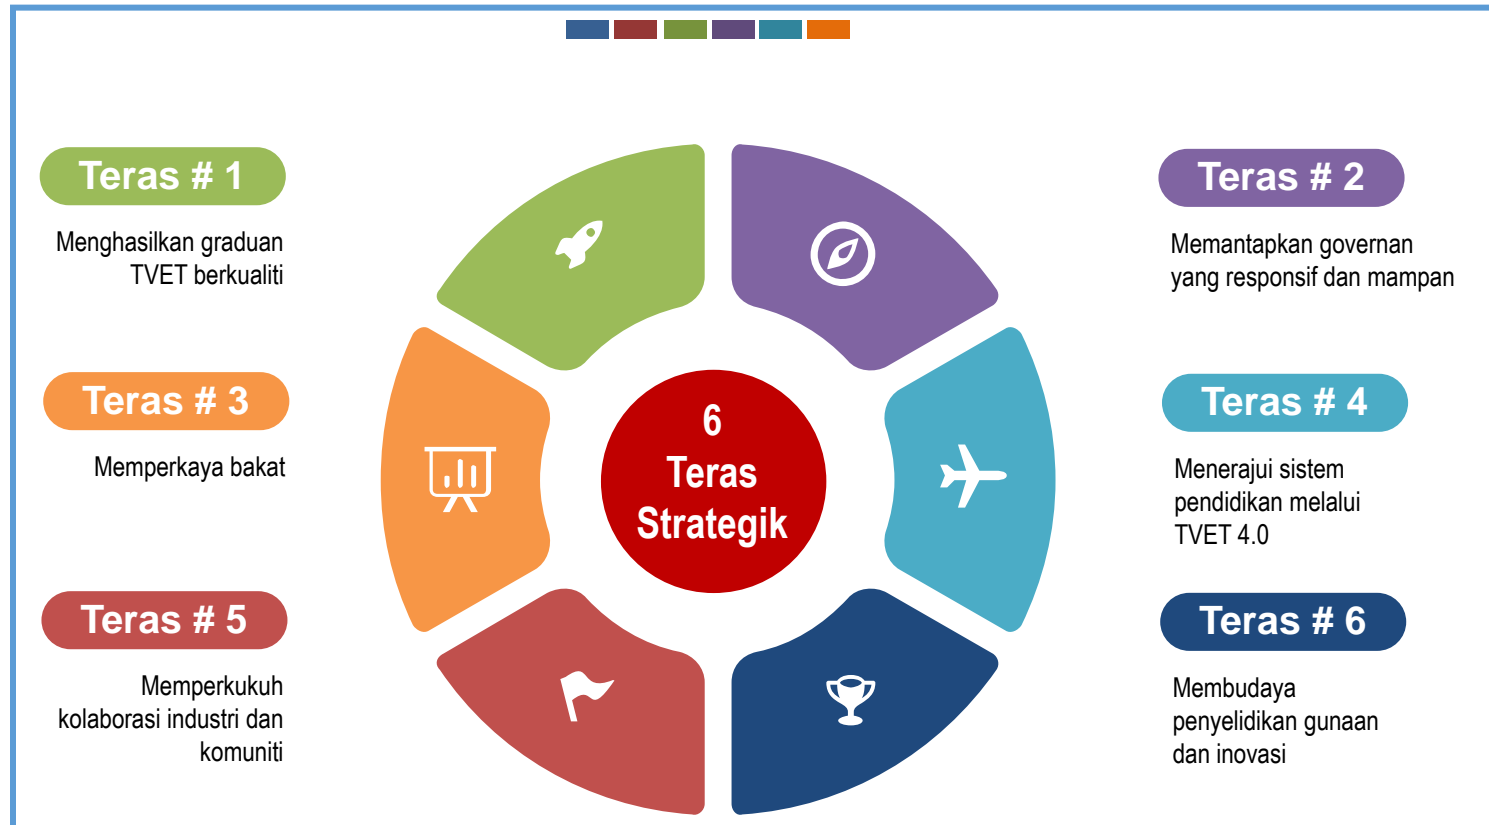 Teras # 1
Menghasilkan graduan
TVET berkualiti
Teras # 2
Memantapkan governan
yang responsif dan mampan
Teras # 3
Memperkaya bakat
6
Teras
Strategik
Teras # 4
Menerajui sistem
pendidikan melalui
TVET 4.0
Teras # 5
Memperkukuh
kolaborasi industri dan
komuniti
Teras # 6
Membudaya
penyelidikan gunaan
dan inovasi